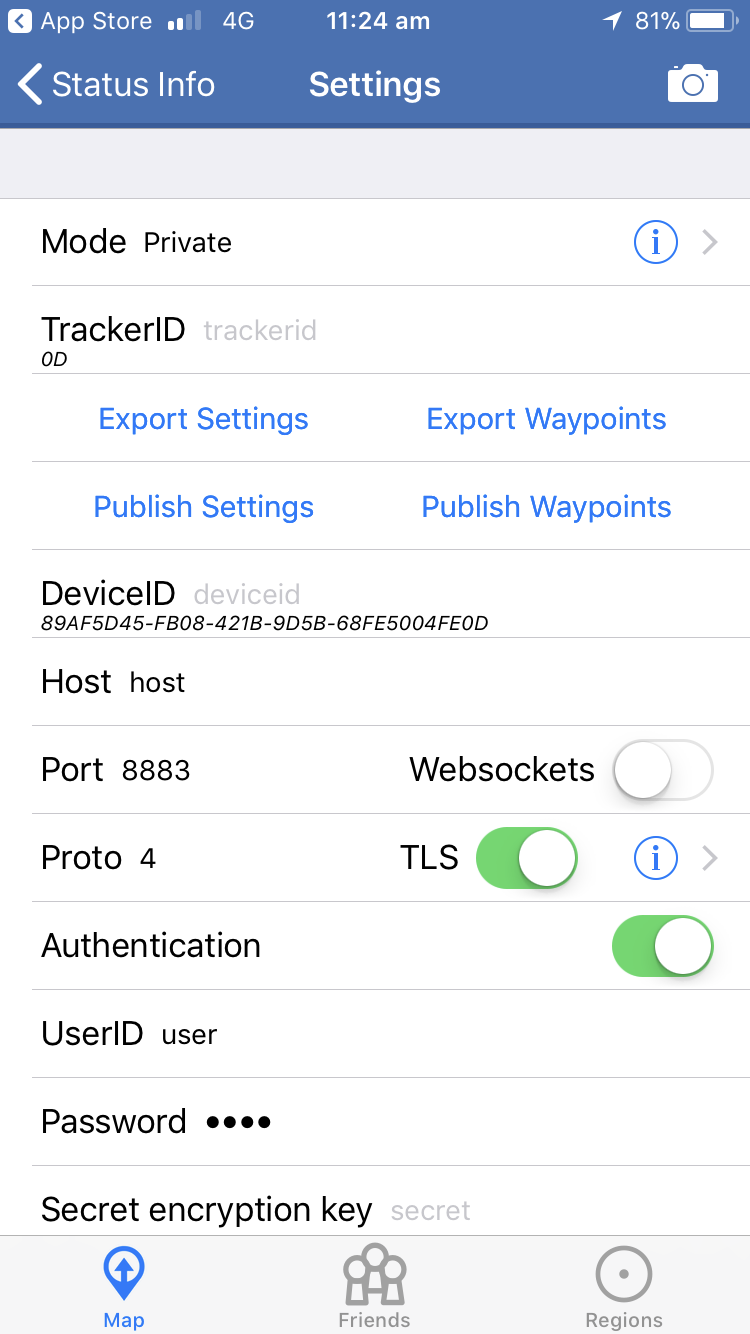 App Store 4G 11:24 am 81%
Status Info Settings
Mode Private i
TrackerID trackerid
0D
Export Settings Export Waypoints
Publish Settings Publish Waypoints
DeviceID deviceid
89AF5D45-FB08-421B-9D5B-68FE5004FE0D
Host host
Port 8883 Websockets
Proto 4 TLS i
Authentication
UserID user
Password ••••
Secret encryption key secret
Map Friends Regions